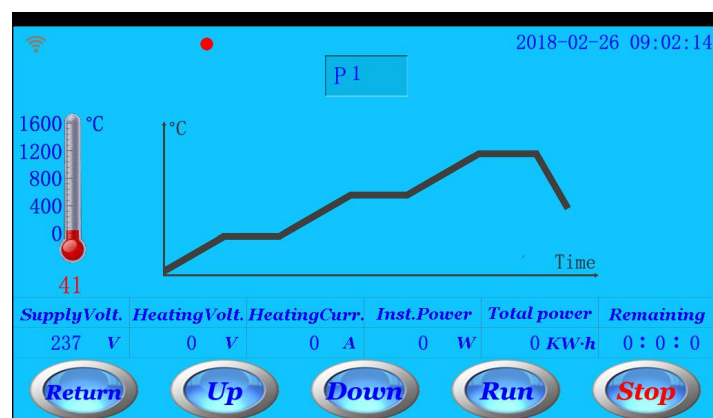 2018-02-26 09:02:14
P 1
1600 °C
1200
800
400
0
41
°C
Time
SupplyVolt. HeatingVolt. HeatingCurr. Inst.Power Total power Remaining
237 V 0 V 0 A 0 W 0 KW·h 0:0:0
Return Up Down Run Stop